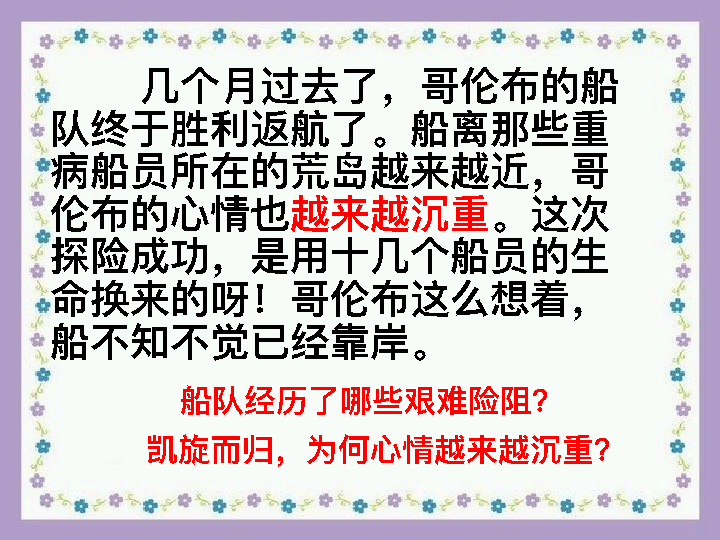 几个月过去了，哥伦布的船
队终于胜利返航了。船离那些重
病船员所在的荒岛越来越近，哥
伦布的心情也越来越沉重。这次
探险成功，是用十几个船员的生
命换来的呀！哥伦布这么想着，
船不知不觉已经靠岸。
船队经历了哪些艰难险阻？
凯旋而归，为何心情越来越沉重？